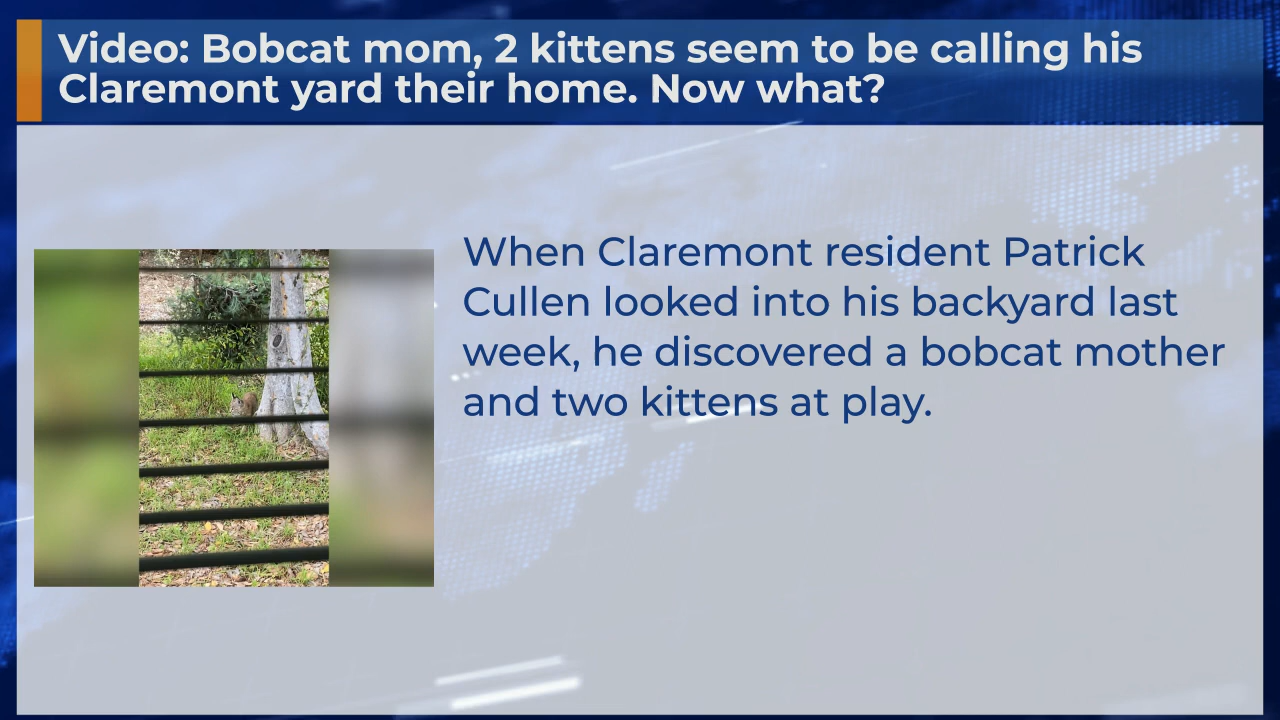 Video: Bobcat mom, 2 kittens seem to be calling his
Claremont yard their home. Now what?
When Claremont resident Patrick
Cullen looked into his backyard last
week, he discovered a bobcat mother
and two kittens at play.